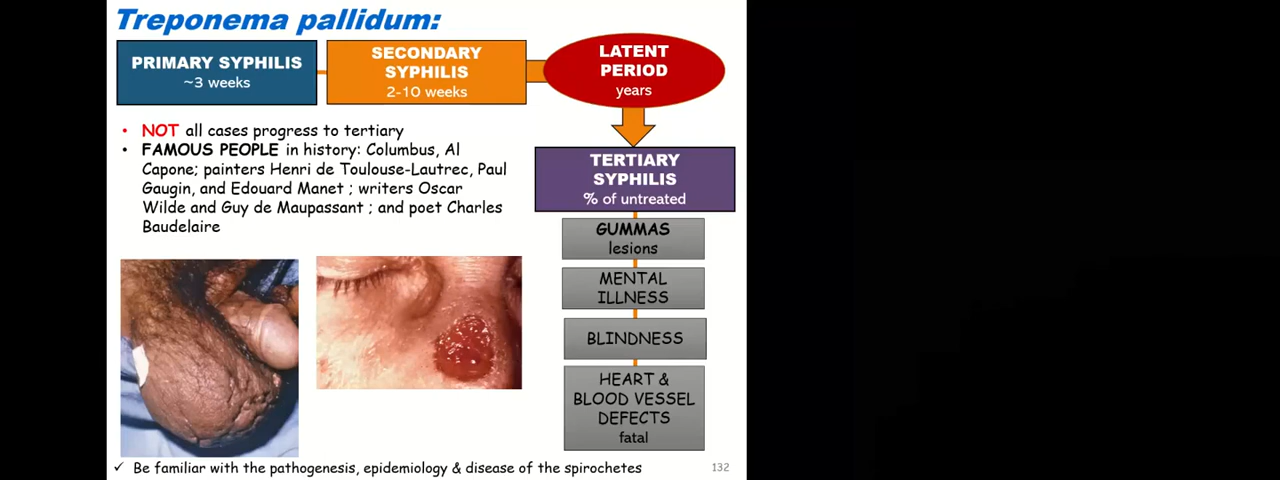 Treponema pallidum:
PRIMARY SYPHILIS
~3 weeks
SECONDARY
SYPHILIS
2-10 weeks
LATENT
PERIOD
years
• NOT all cases progress to tertiary
• FAMOUS PEOPLE in history: Columbus, Al
Capone; painters Henri de Toulouse-Lautrec, Paul
Gaugin, and Edouard Manet ; writers Oscar
Wilde and Guy de Maupassant ; and poet Charles
Baudelaire
TERTIARY
SYPHILIS
% of untreated
GUMMAS
lesions
MENTAL
ILLNESS
BLINDNESS
HEART &
BLOOD VESSEL
DEFECTS
fatal
✓ Be familiar with the pathogenesis, epidemiology & disease of the spirochetes
132